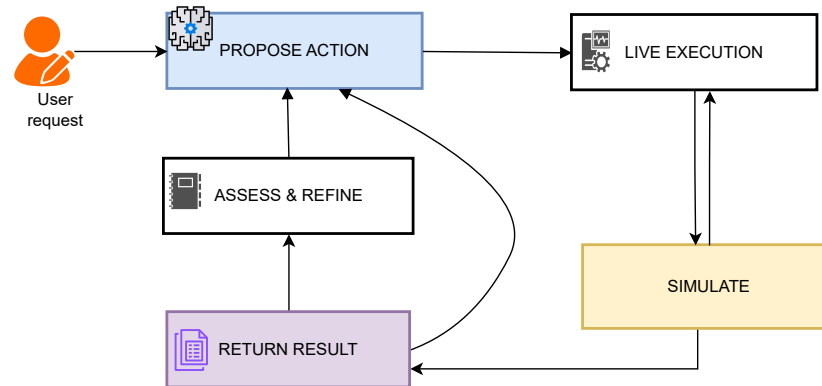 PROPOSE ACTION
LIVE EXECUTION
User
request
ASSESS & REFINE
SIMULATE
RETURN RESULT